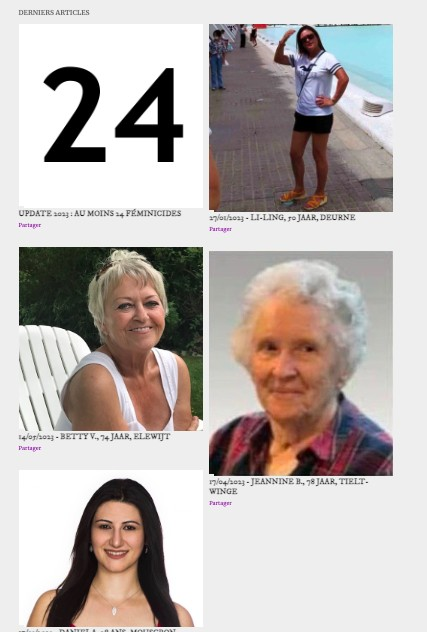 DERNIERS ARTICLES
24
UPDATE 2023 : AU MOINS 24 FÉMINICIDES
Partager
27/01/2023 - LI-LING, 50 JAAR, DEURNE
Partager
14/07/2023 - BETTY V., 74 JAAR, ELEWIJT
Partager
17/04/2023 - JEANNINE B., 78 JAAR, TIELT-
WINGE
Partager